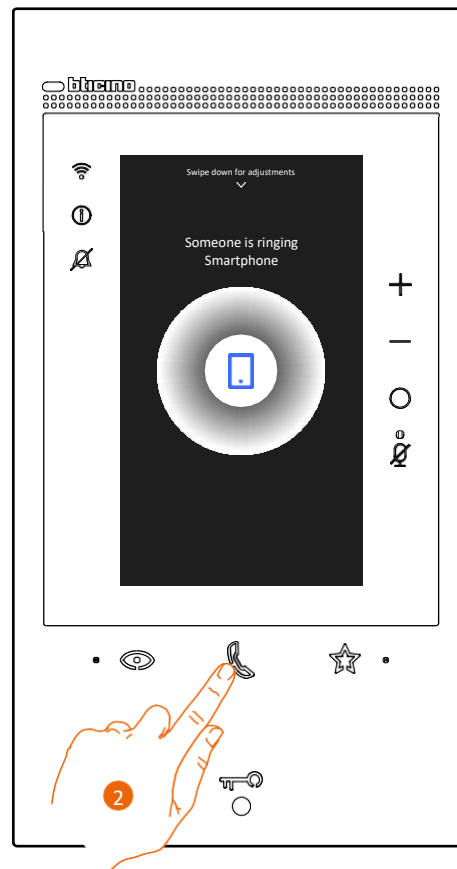 bticino
Swipe down for adjustments
Someone is ringing
Smartphone
2